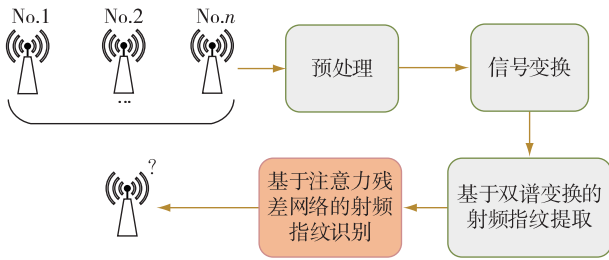 No.1
No.2
No.n
...
预处理
信号变换
?
基于注意力残
差网络的射频
指纹识别
基于双谱变换的
射频指纹提取